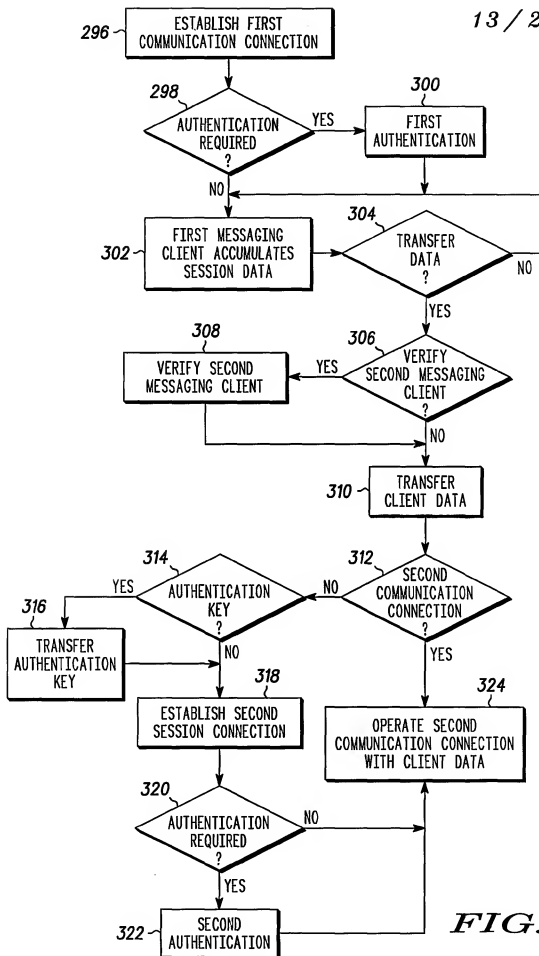 13 / 2
296
ESTABLISH FIRST
COMMUNICATION CONNECTION
298
AUTHENTICATION
REQUIRED
?
YES
NO
300
FIRST
AUTHENTICATION
302
FIRST MESSAGING
CLIENT ACCUMULATES
SESSION DATA
304
TRANSFER
DATA
?
NO
YES
306
VERIFY
SECOND MESSAGING
CLIENT
?
YES
NO
308
VERIFY SECOND
MESSAGING CLIENT
310
TRANSFER
CLIENT DATA
312
SECOND
COMMUNICATION
CONNECTION
?
NO
YES
314
AUTHENTICATION
KEY
?
YES
NO
316
TRANSFER
AUTHENTICATION
KEY
318
ESTABLISH SECOND
SESSION CONNECTION
324
OPERATE SECOND
COMMUNICATION CONNECTION
WITH CLIENT DATA
320
AUTHENTICATION
REQUIRED
?
NO
YES
322
SECOND
AUTHENTICATION
FIG.